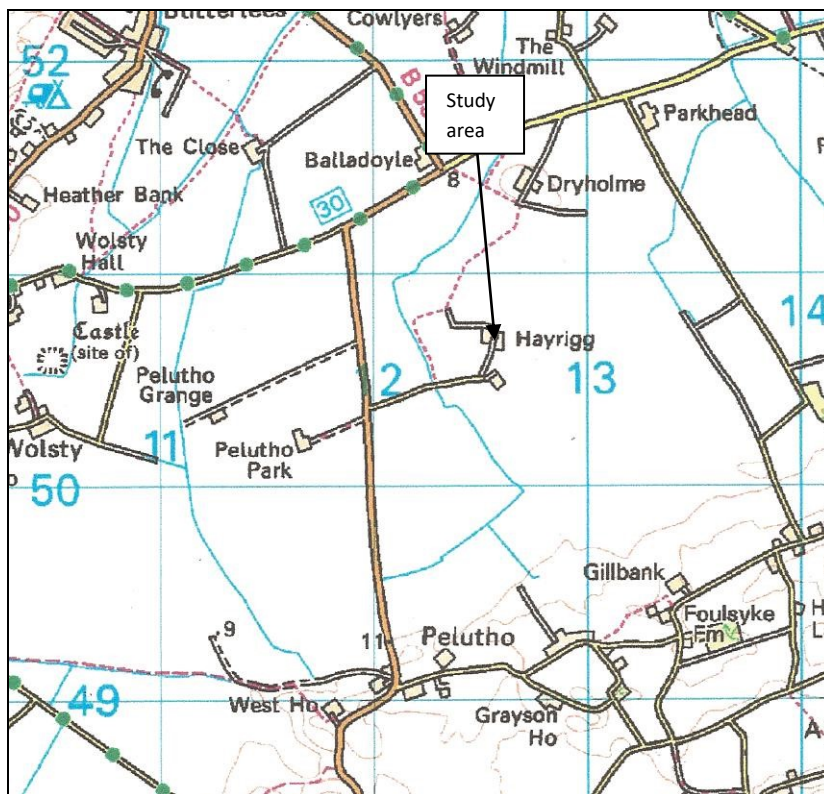 Cowlyers
52
The
Windmill
Study
area
B
Parkhead
The Close
Balladoyle
8
Dryholme
Heather Bank
30
Wolsty
Hall
Castle
(site of)
Hayrigg
14
Pelutho
Grange
2
13
Wolsty
11
Pelutho
Park
50
Gillbank
Foulsyke
Fm
9
11
Pelutho
49
West Ho
Grayson
Ho